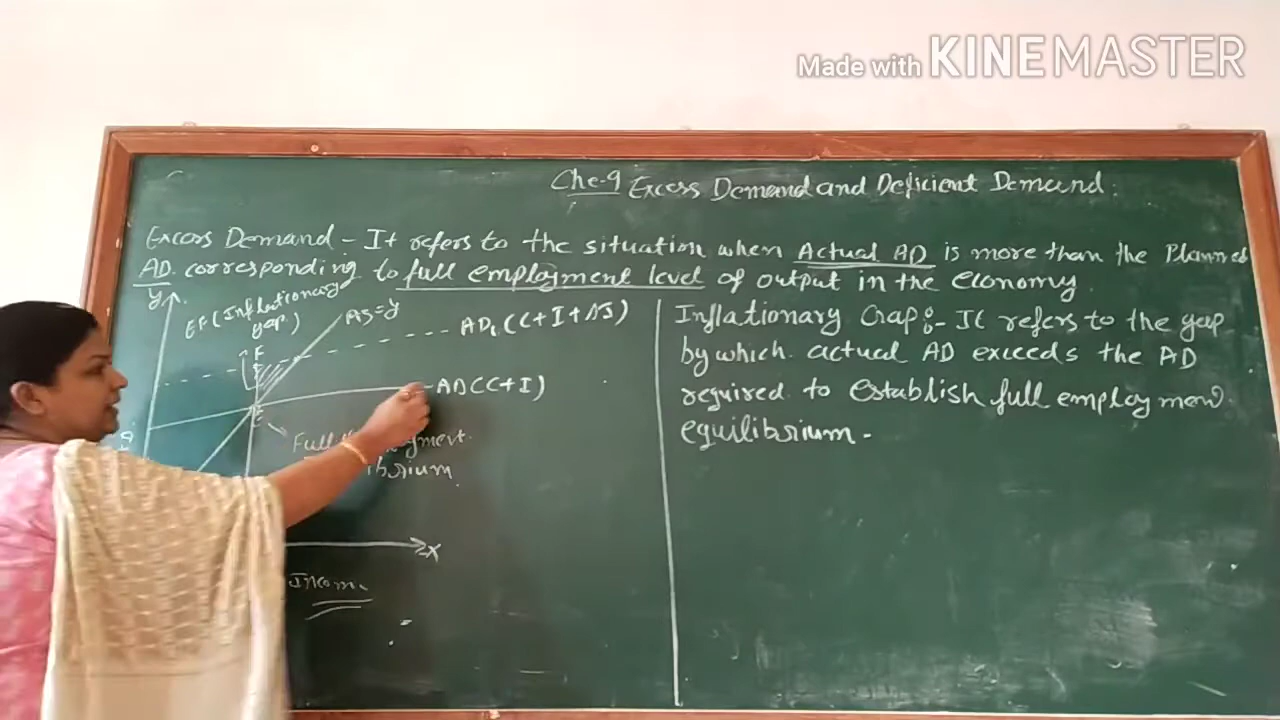 Made with KINEMASTER
Che-9 Excess Demand and Deficient Demand.
Excess Demand - It refers to the situation when Actual AD is more than the Planned
AD corresponding to full employment level of output in the economy.
Y
EF (Inflationary
gap)
AS=Y
AD1 (C+I+ΔI)
F
AD (C+I)
E
Full
X
Incom.
Inflationary Gap:- It refers to the gap
by which actual AD exceeds the AD
required to establish full employment
equilibrium -